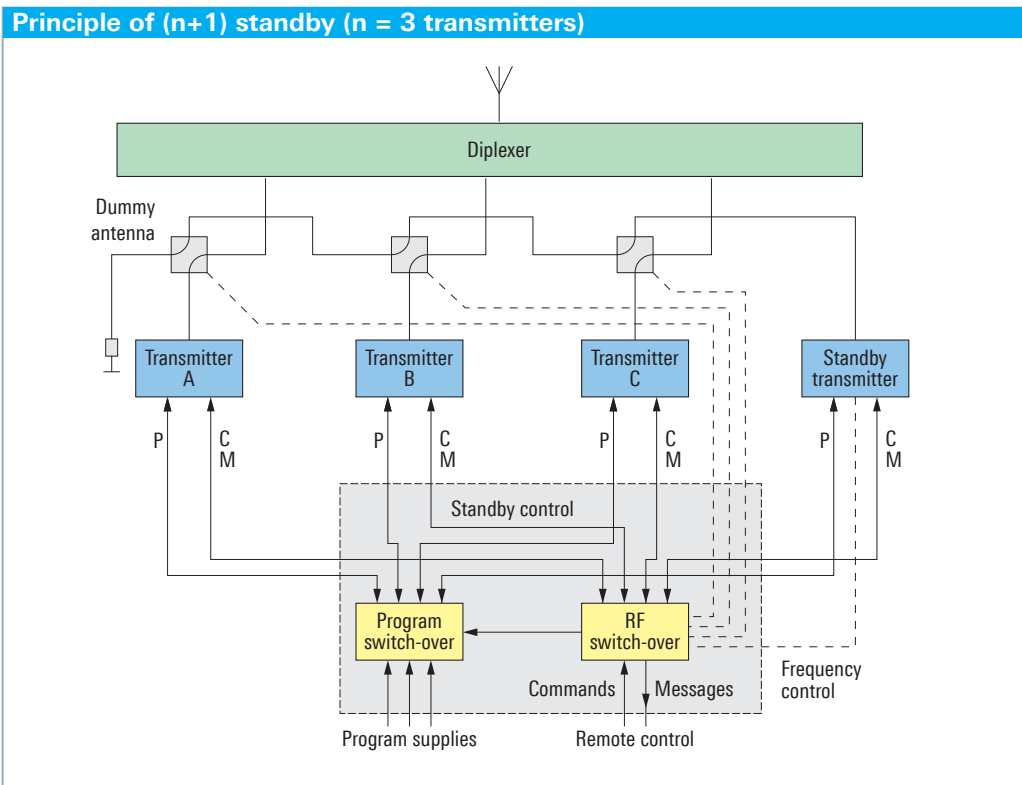 Principle of (n+1) standby (n = 3 transmitters)
Diplexer
Dummy
antenna
Transmitter
A
Transmitter
B
Transmitter
C
Standby
transmitter
P
C
M
P
C
M
P
C
M
P
C
M
Standby control
Program
switch-over
RF
switch-over
Frequency
control
Commands
Messages
Program supplies
Remote control